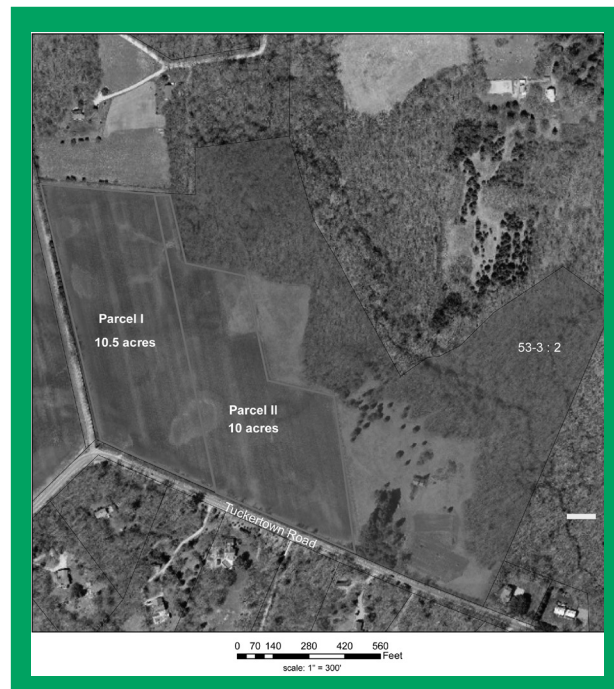 Parcel I
10.5 acres
53-3 : 2
Parcel II
10 acres
Tuckertown Road
0 70 140 280 420 560
Feet
scale: 1" = 300'